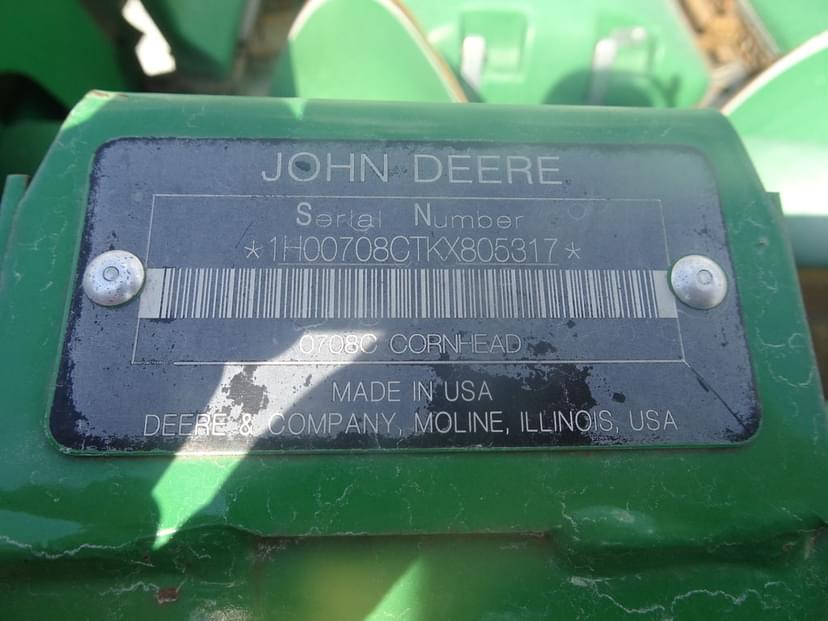 JOHN DEERE
Serial Number
*1H00708CTKX805317*
0708C CORNHEAD
MADE IN USA
DEERE & COMPANY, MOLINE, ILLINOIS, USA